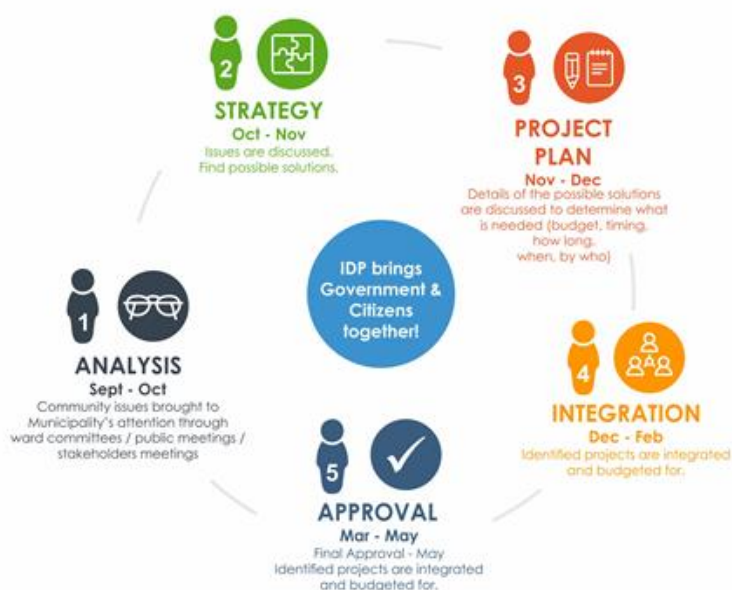 2
STRATEGY
Oct - Nov
Issues are discussed.
Find possible solutions.
3
PROJECT
PLAN
Nov - Dec
Details of the possible solutions
are discussed to determine what
is needed (budget, timing,
how long,
when, by who)
IDP brings
Government &
Citizens
together!
1
ANALYSIS
Sept - Oct
Community issues brought to
Municipality's attention through
ward committees / public meetings /
stakeholders meetings
4
INTEGRATION
Dec - Feb
Identified projects are integrated
and budgeted for.
5
APPROVAL
Mar - May
Final Approval - May
Identified projects are integrated
and budgeted for.